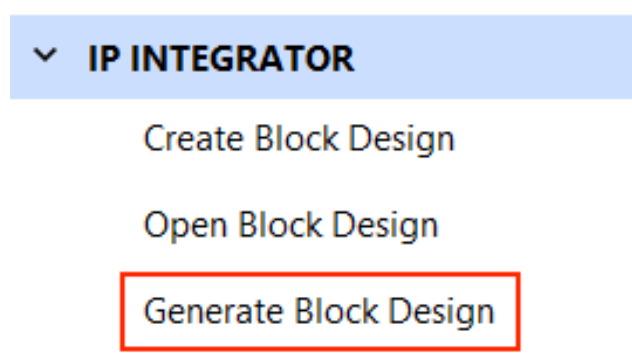 IP INTEGRATOR
Create Block Design
Open Block Design
Generate Block Design